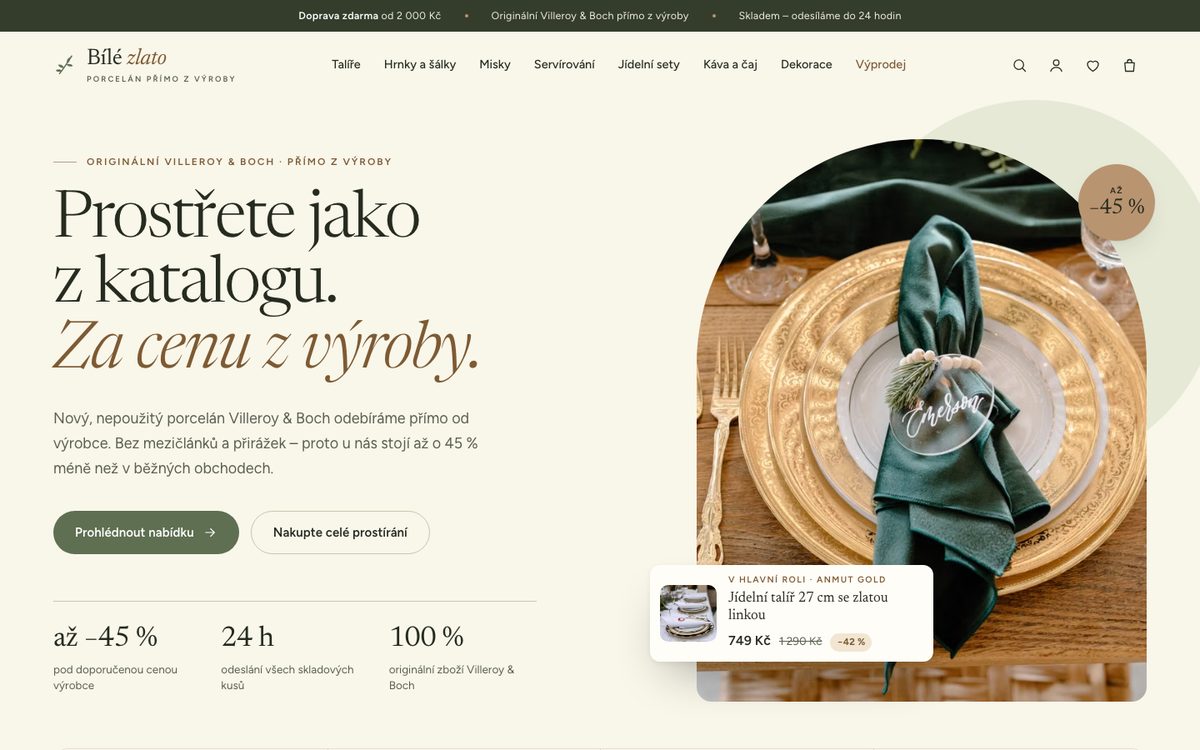 Doprava zdarma od 2 000 Kč • Originální Villeroy & Boch přímo z výroby • Skladem – odesíláme do 24 hodin
Bílé zlato
PORCELÁN PŘÍMO Z VÝROBY
Talíře Hrnky a šálky Misky Servírování Jídelní sety Káva a čaj Dekorace Výprodej
ORIGINÁLNÍ VILLEROY & BOCH · PŘÍMO Z VÝROBY
Prostřete jako
z katalogu.
Za cenu z výroby.
Nový, nepoužitý porcelán Villeroy & Boch odebíráme přímo od
výrobce. Bez mezičlánků a přirážek – proto u nás stojí až o 45 %
méně než v běžných obchodech.
Prohlédnout nabídku →
Nakupte celé prostírání
až –45 %
pod doporučenou cenou
výrobce
24 h
odeslání všech skladových
kusů
100 %
originální zboží Villeroy &
Boch
AŽ
–45 %
Emerson
V HLAVNÍ ROLI · ANMUT GOLD
Jídelní talíř 27 cm se zlatou
linkou
749 Kč 1 290 Kč –42 %